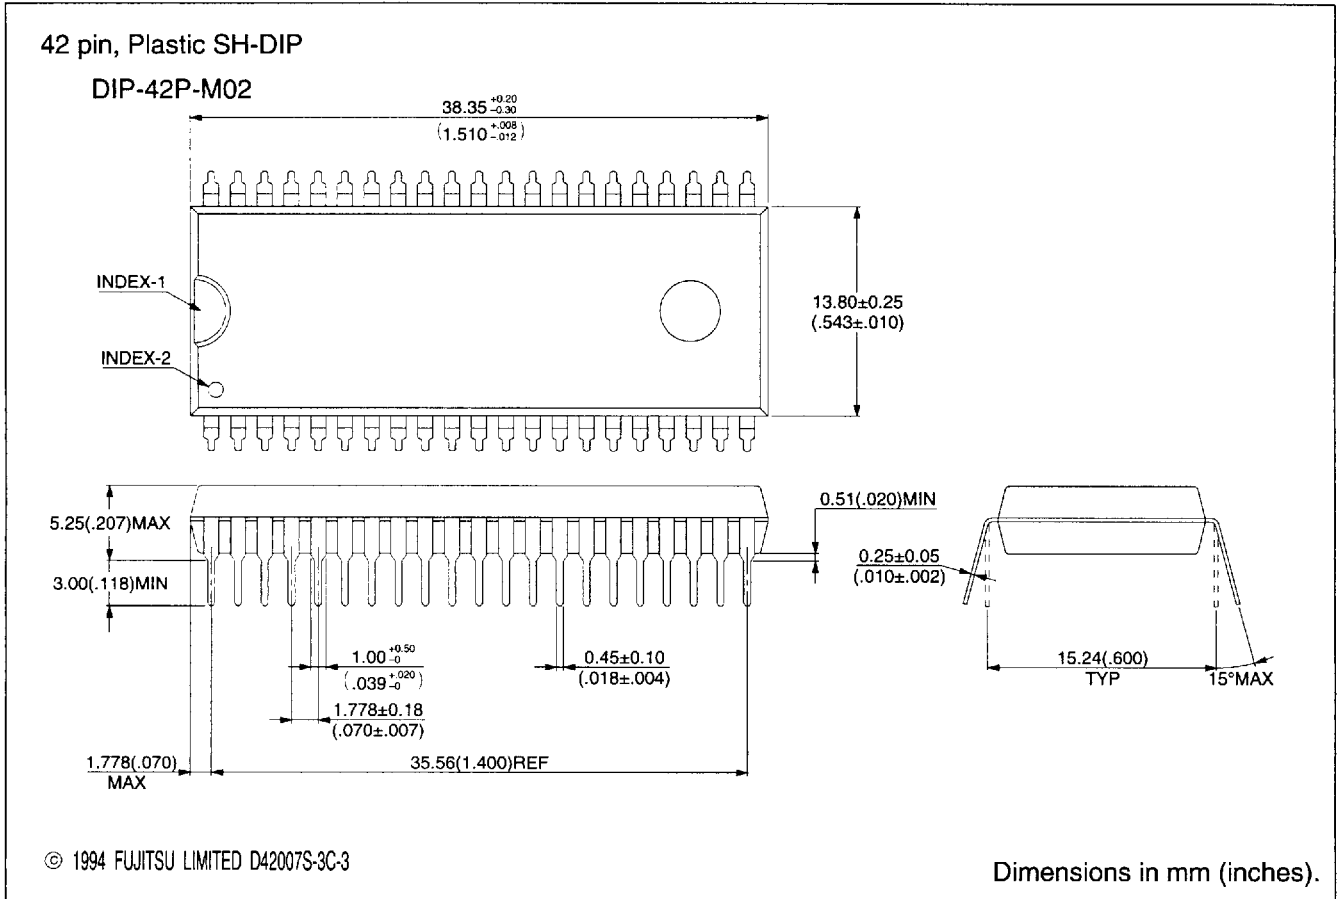 42 pin, Plastic SH-DIP
DIP-42P-M02
38.35 +0.20 -0.30
(1.510 +.008 -.012)
INDEX-1
INDEX-2
13.80±0.25
(.543±.010)
5.25(.207)MAX
3.00(.118)MIN
0.51(.020)MIN
0.25±0.05
(.010±.002)
1.00 +0.50 -0
(.039 +.020 -0)
0.45±0.10
(.018±.004)
1.778±0.18
(.070±.007)
15.24(.600)
TYP
15°MAX
1.778(.070)
MAX
35.56(1.400)REF
© 1994 FUJITSU LIMITED D42007S-3C-3
Dimensions in mm (inches).